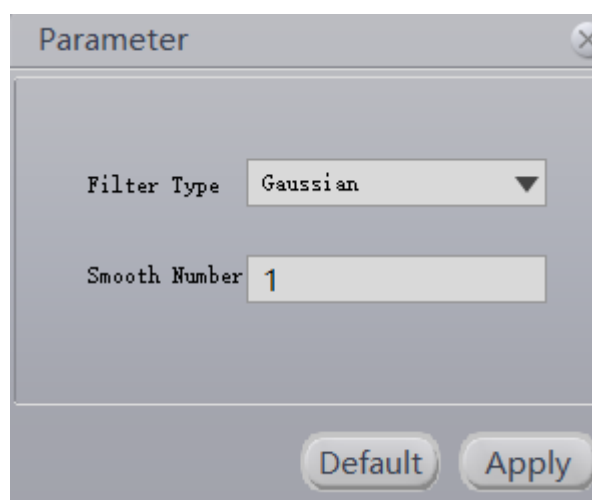 Parameter
Filter Type Gaussian
Smooth Number 1
Default Apply